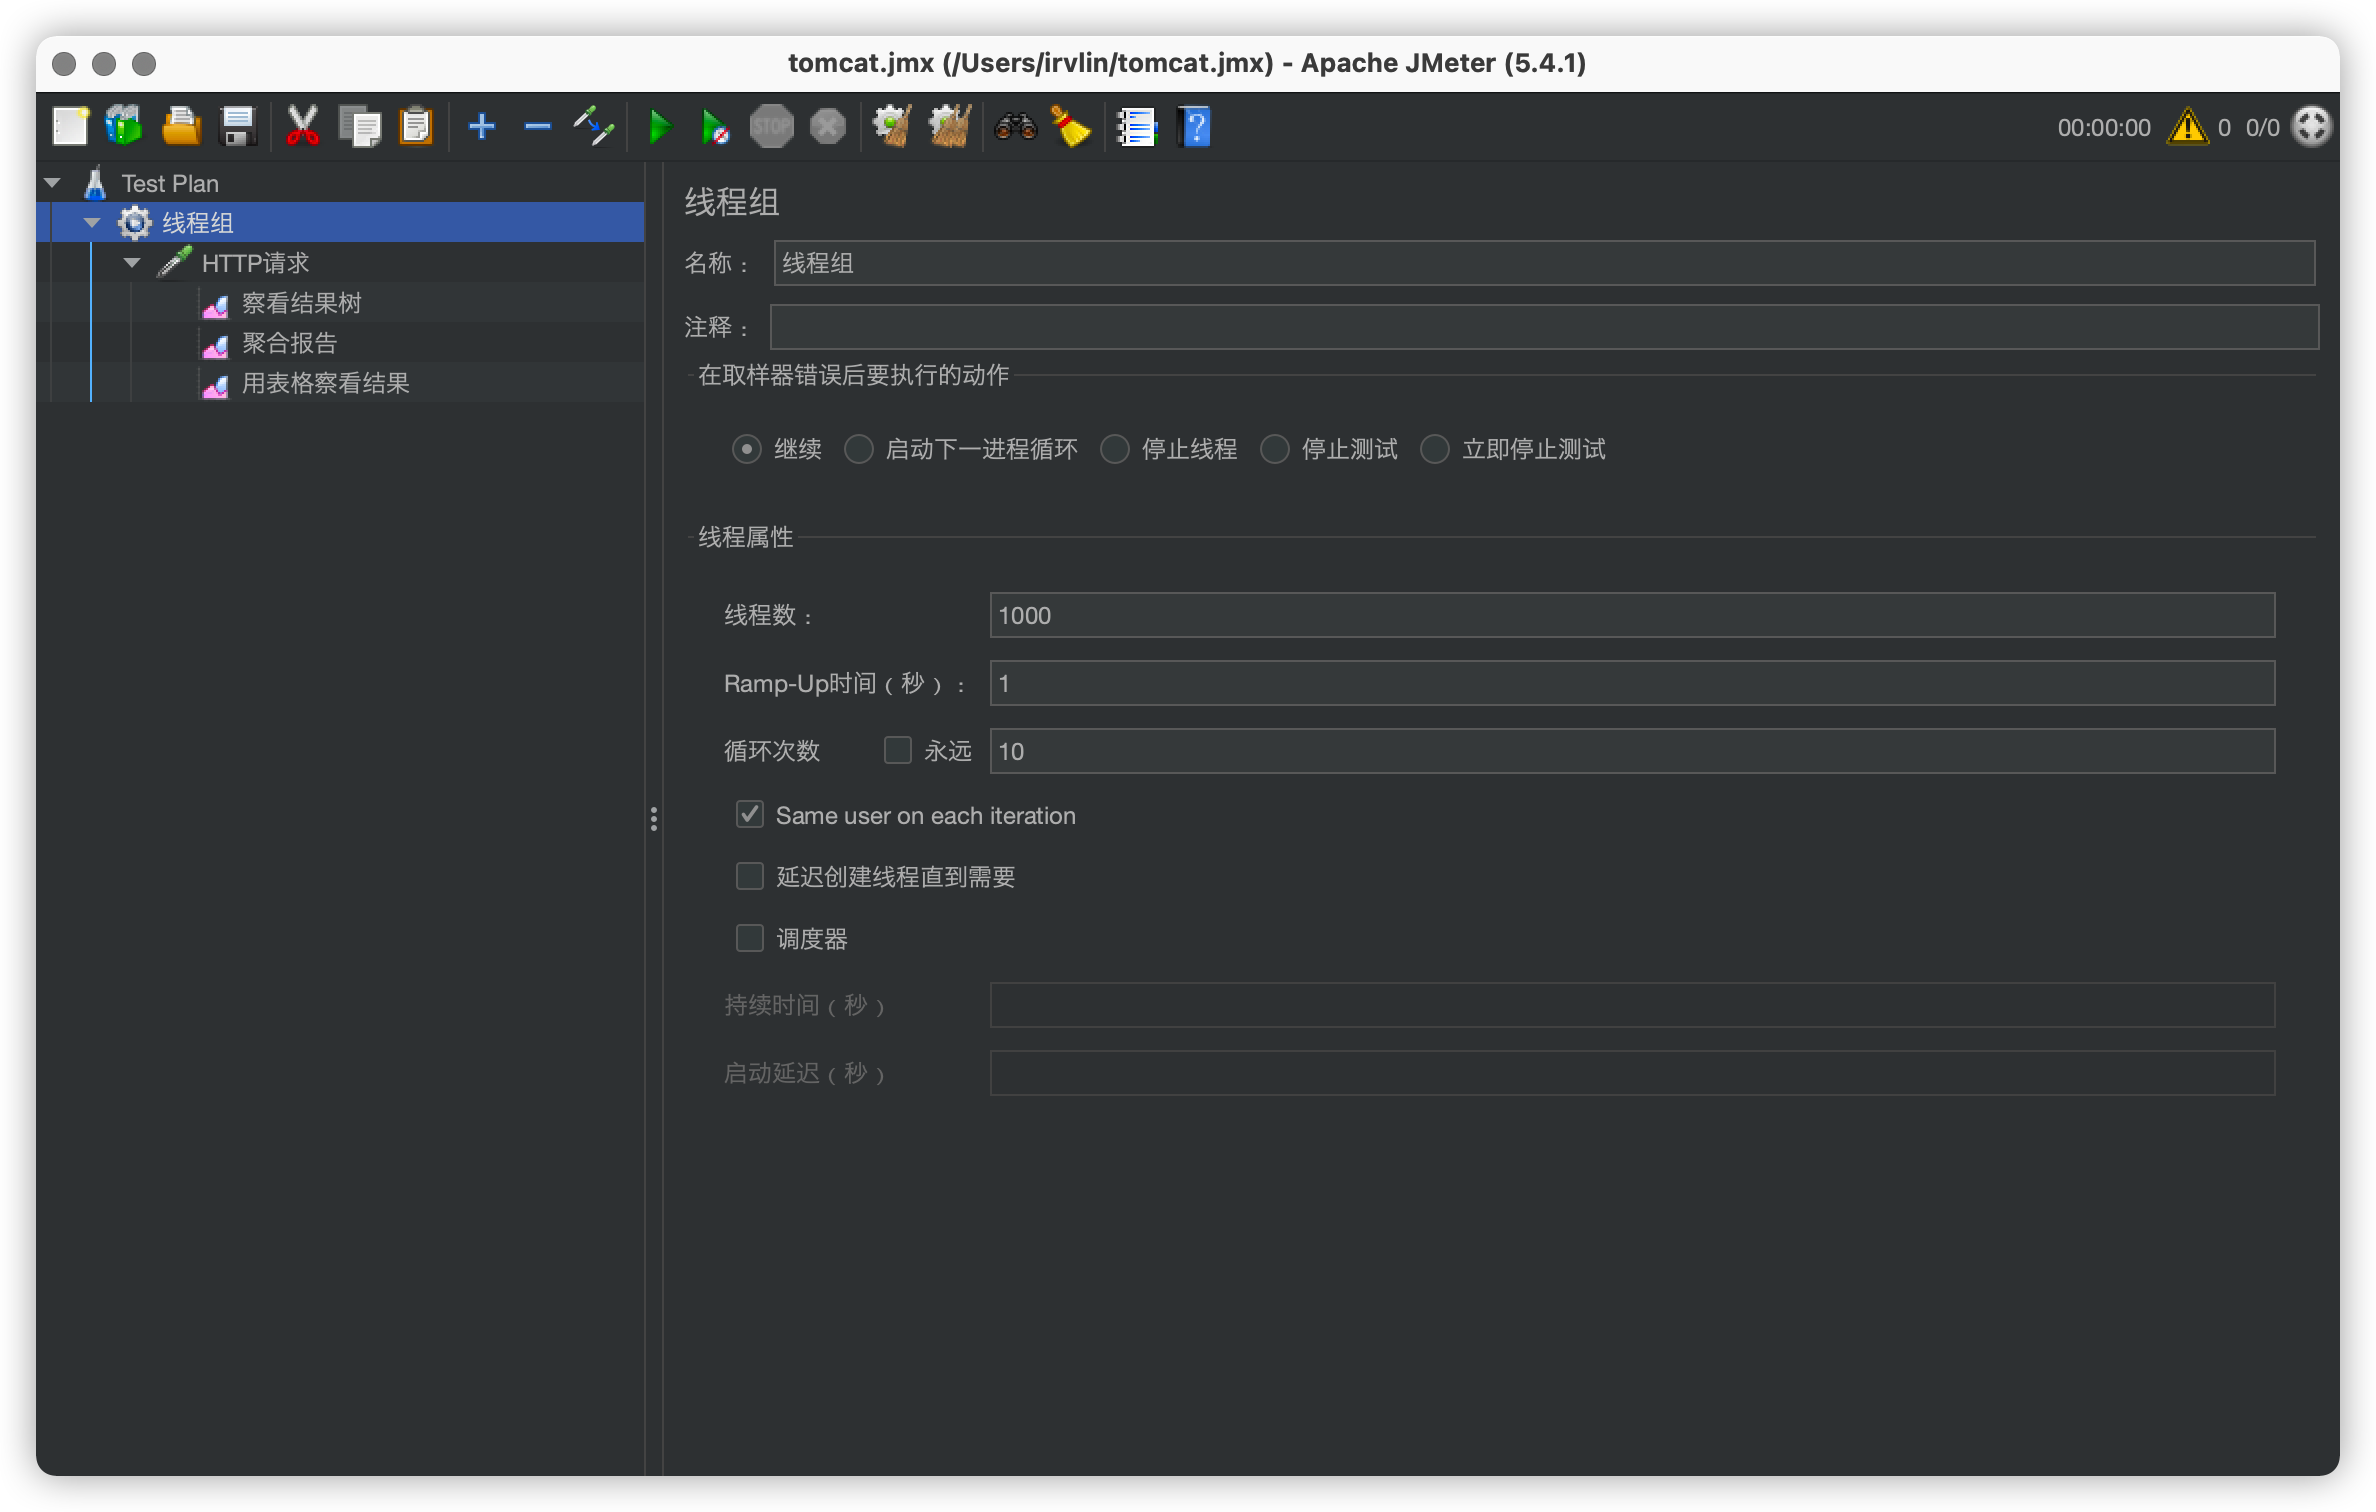 tomcat.jmx (/Users/irvlin/tomcat.jmx) - Apache JMeter (5.4.1)
STOP
00:00:00
0
0/0
Test Plan
线程组
HTTP请求
察看结果树
聚合报告
用表格察看结果
线程组
名称： 线程组
注释：
在取样器错误后要执行的动作
继续 启动下一进程循环 停止线程 停止测试 立即停止测试
线程属性
线程数： 1000
Ramp-Up时间（秒）： 1
循环次数 永远 10
Same user on each iteration
延迟创建线程直到需要
调度器
持续时间（秒）
启动延迟（秒）